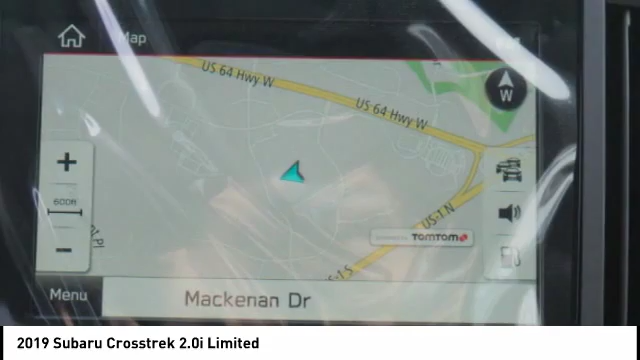 Map
US 64 Hwy W
US 64 Hwy W
W
600ft
US-1 N
TOMTOM
Menu
Mackenan Dr
2019 Subaru Crosstrek 2.0i Limited